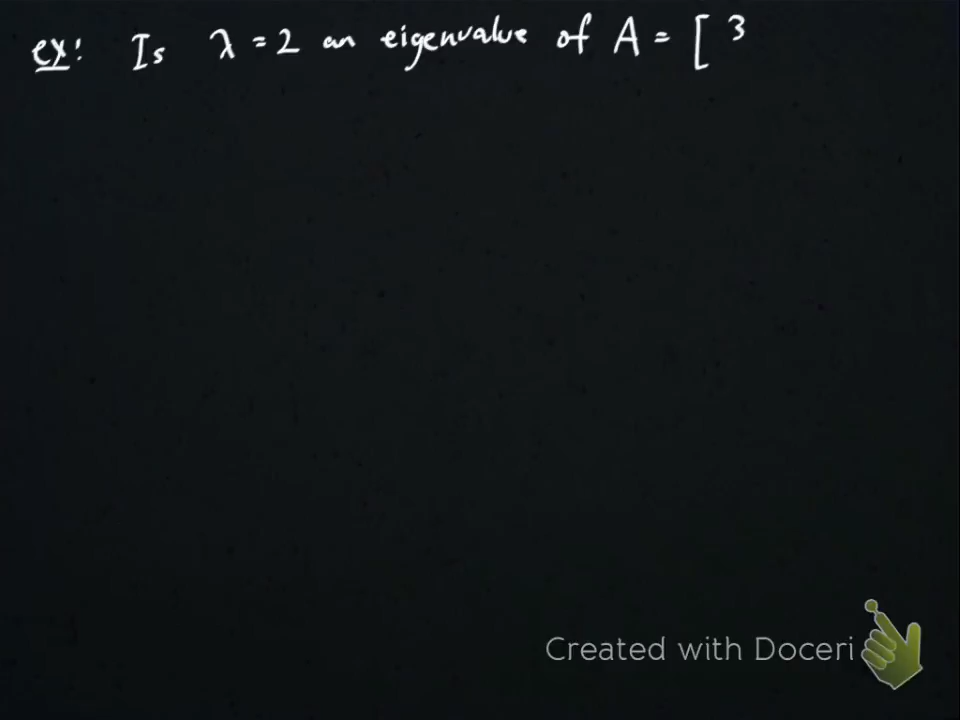 ex: Is λ = 2 an eigenvalue of A = [ 3
Created with Doceri